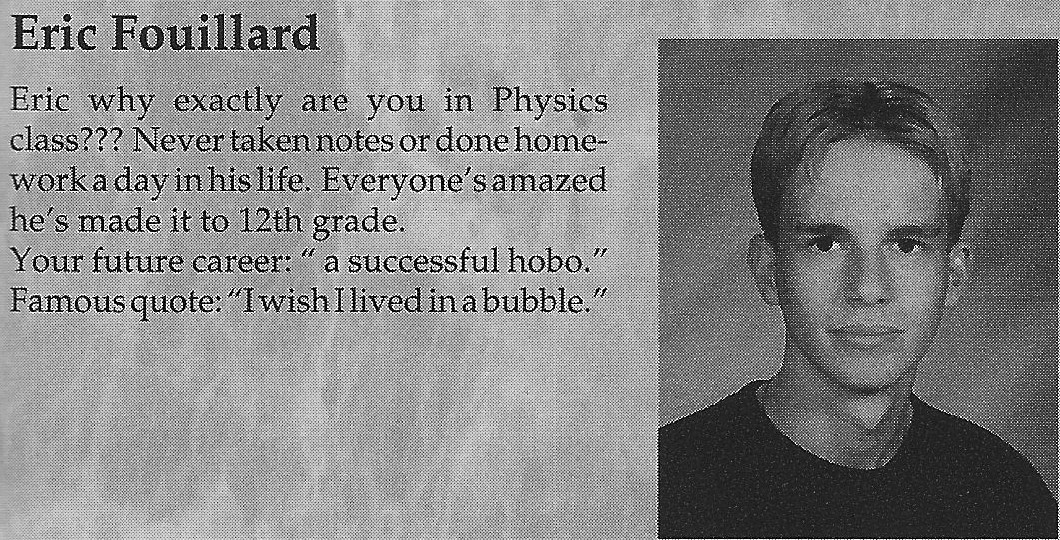 Eric Fouillard
Eric why exactly are you in Physics
class??? Never taken notes or done home-
work a day in his life. Everyone's amazed
he's made it to 12th grade.
Your future career: " a successful hobo."
Famous quote: "I wish I lived in a bubble."